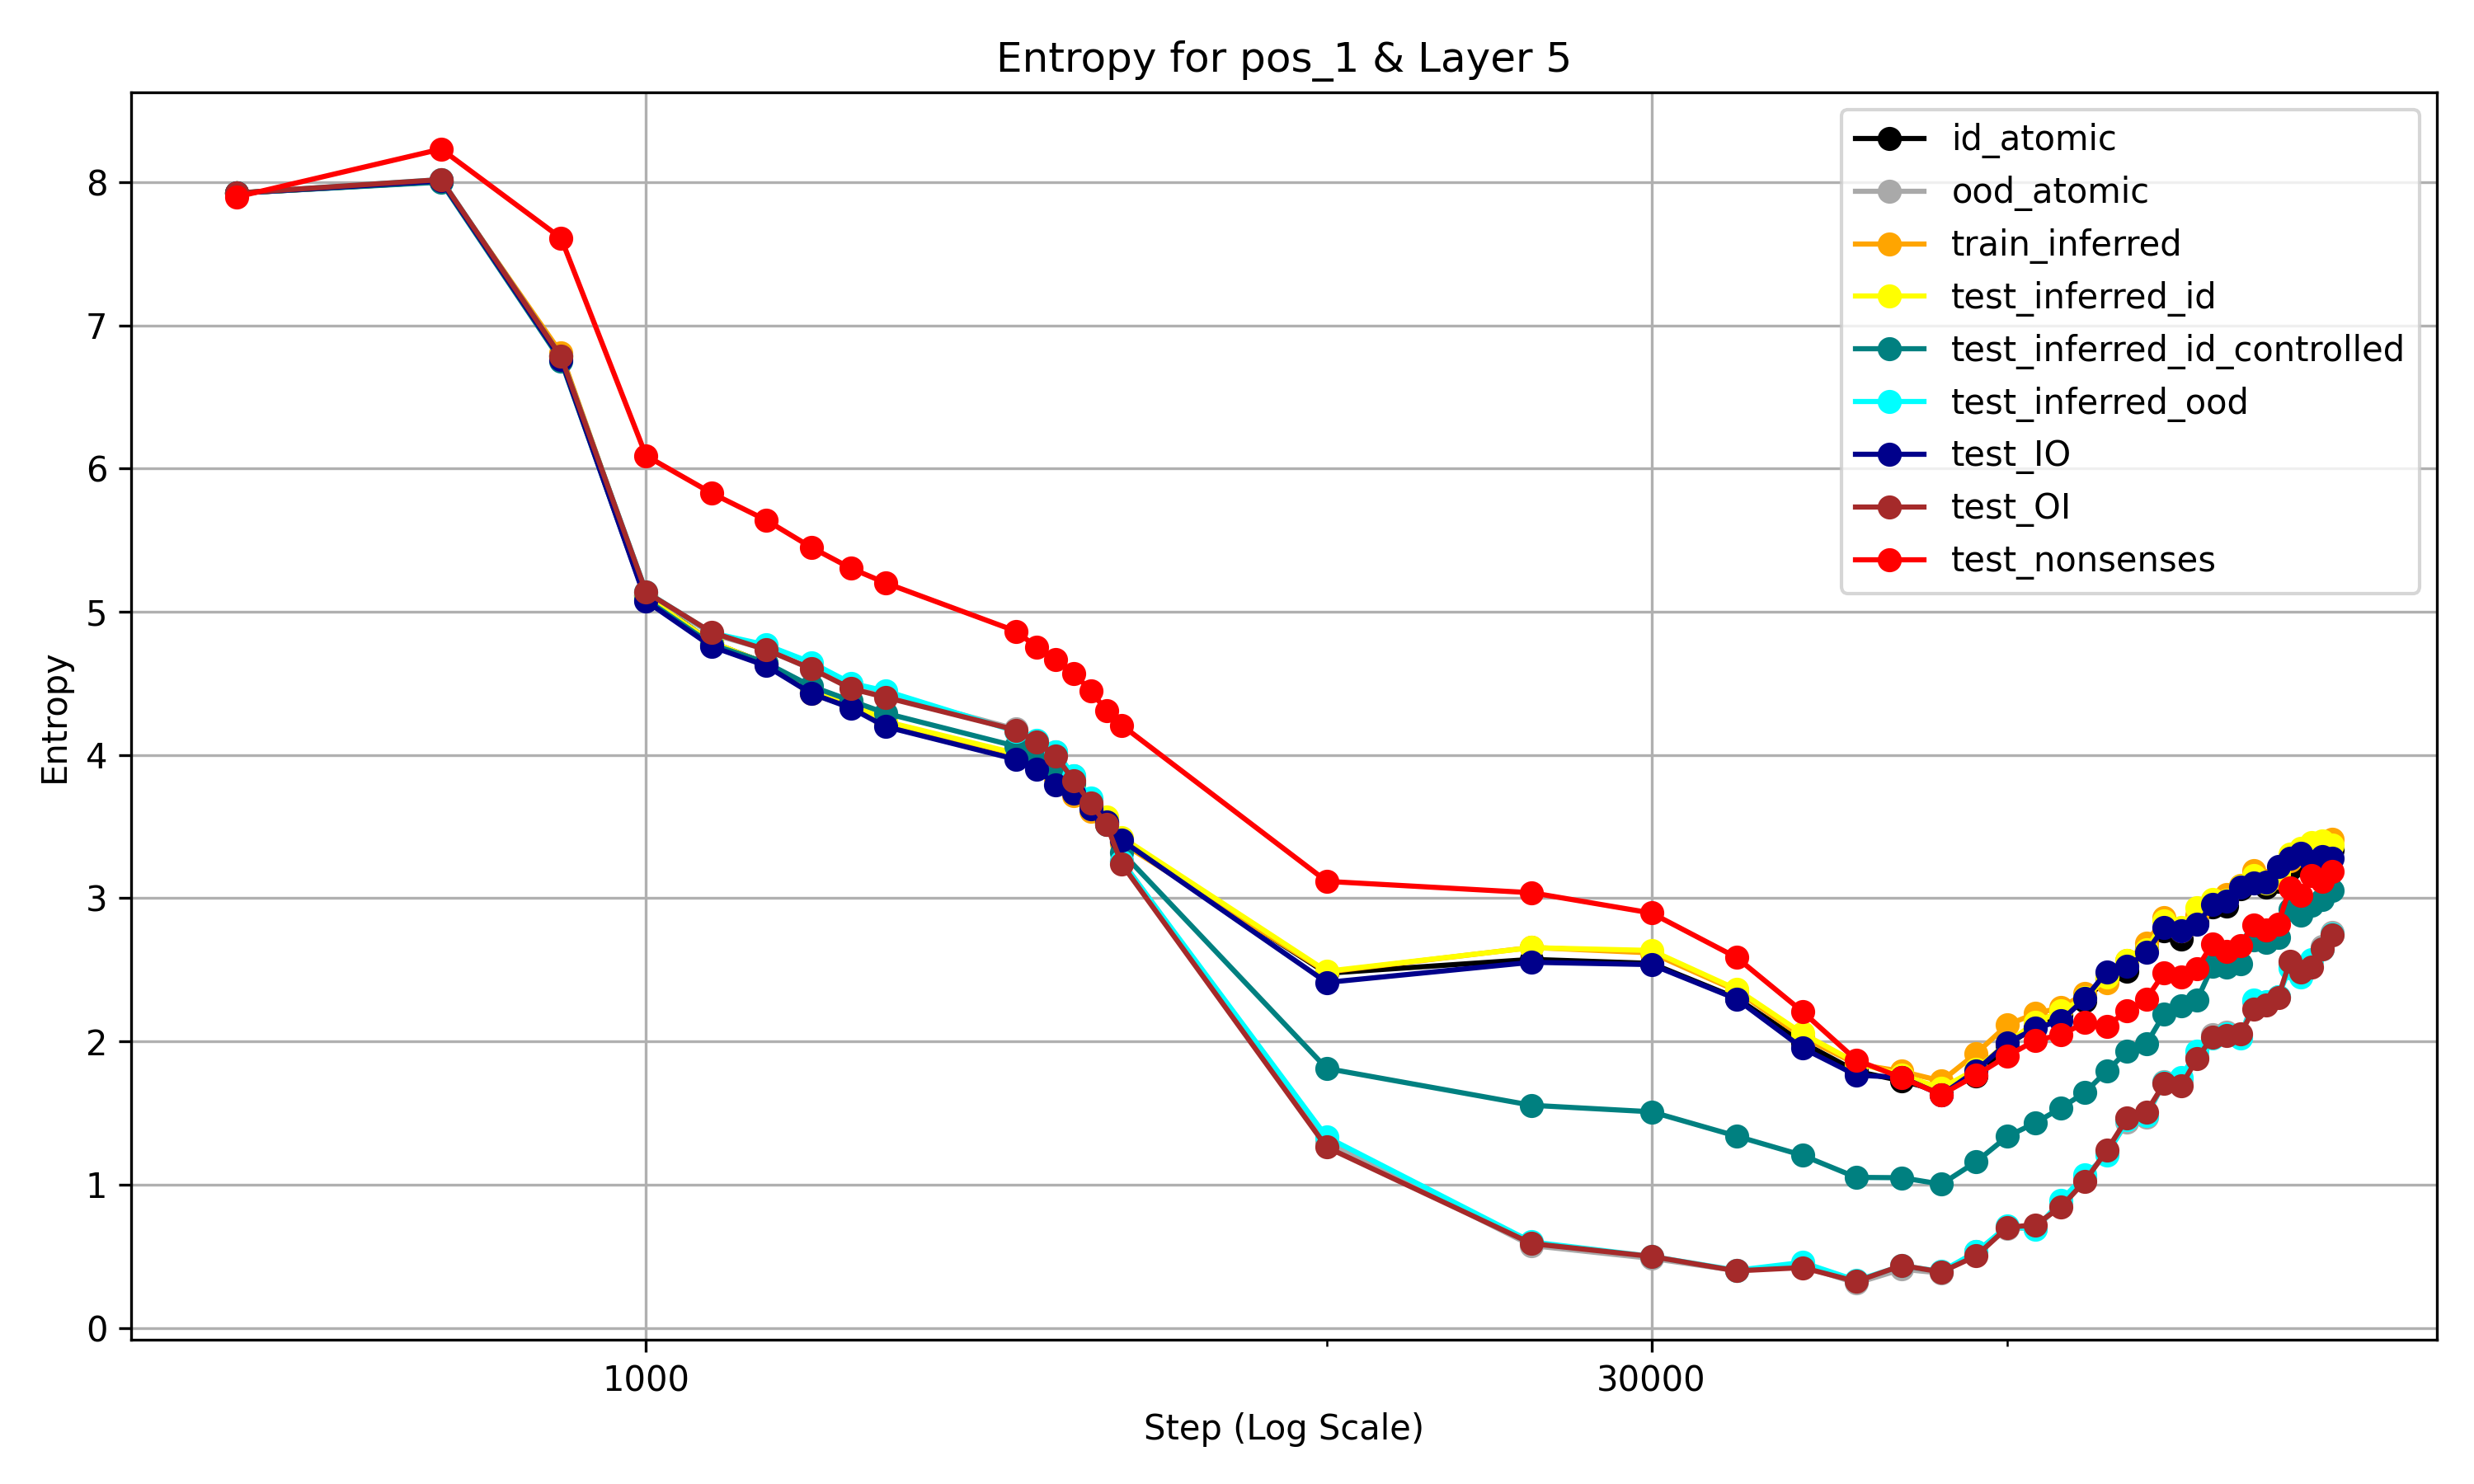 Entropy for pos_1 & Layer 5
8
7
6
5
4
3
2
1
0
Entropy
id_atomic
ood_atomic
train_inferred
test_inferred_id
test_inferred_id_controlled
test_inferred_ood
test_IO
test_OI
test_nonsenses
1000
30000
Step (Log Scale)